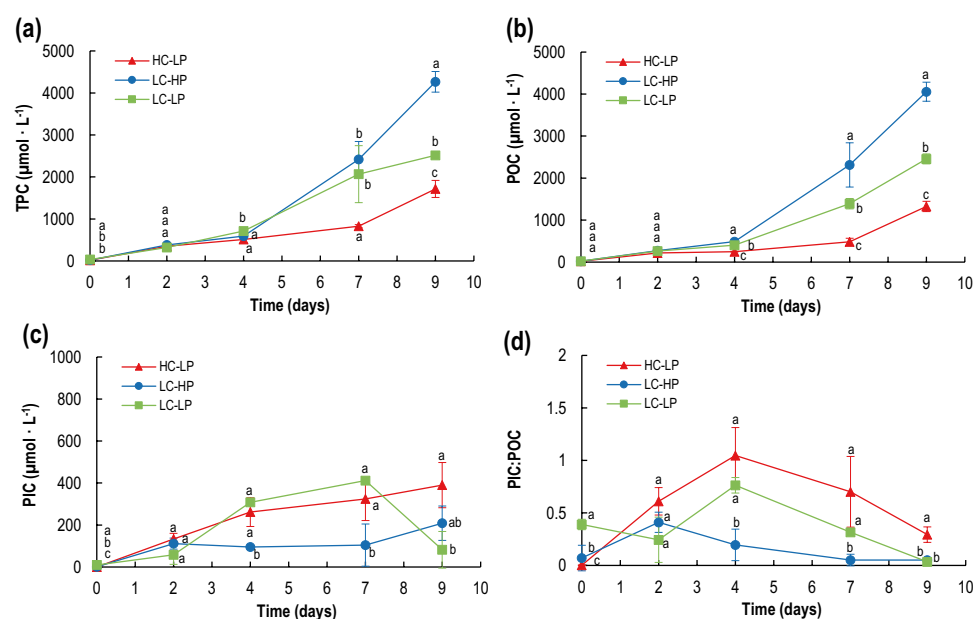 (a)
TPC (µmol · L-1)
5000
4000
3000
2000
1000
0
HC-LP
LC-HP
LC-LP
a
b
b
a
a
a
b
a
a
b
b
a
a
b
c
0 1 2 3 4 5 6 7 8 9 10
Time (days)
(b)
POC (µmol · L-1)
5000
4000
3000
2000
1000
0
HC-LP
LC-HP
LC-LP
a
a
a
a
a
a
a
b
c
a
b
c
a
b
c
0 1 2 3 4 5 6 7 8 9 10
Time (days)
(c)
PIC (µmol · L-1)
1000
800
600
400
200
0
HC-LP
LC-HP
LC-LP
a
b
c
a
a
a
a
a
b
a
a
b
a
ab
b
0 1 2 3 4 5 6 7 8 9 10
Time (days)
(d)
PIC:POC
2
1.5
1
0.5
0
HC-LP
LC-HP
LC-LP
a
b
c
a
a
a
a
a
b
a
a
b
a
b
b
0 1 2 3 4 5 6 7 8 9 10
Time (days)